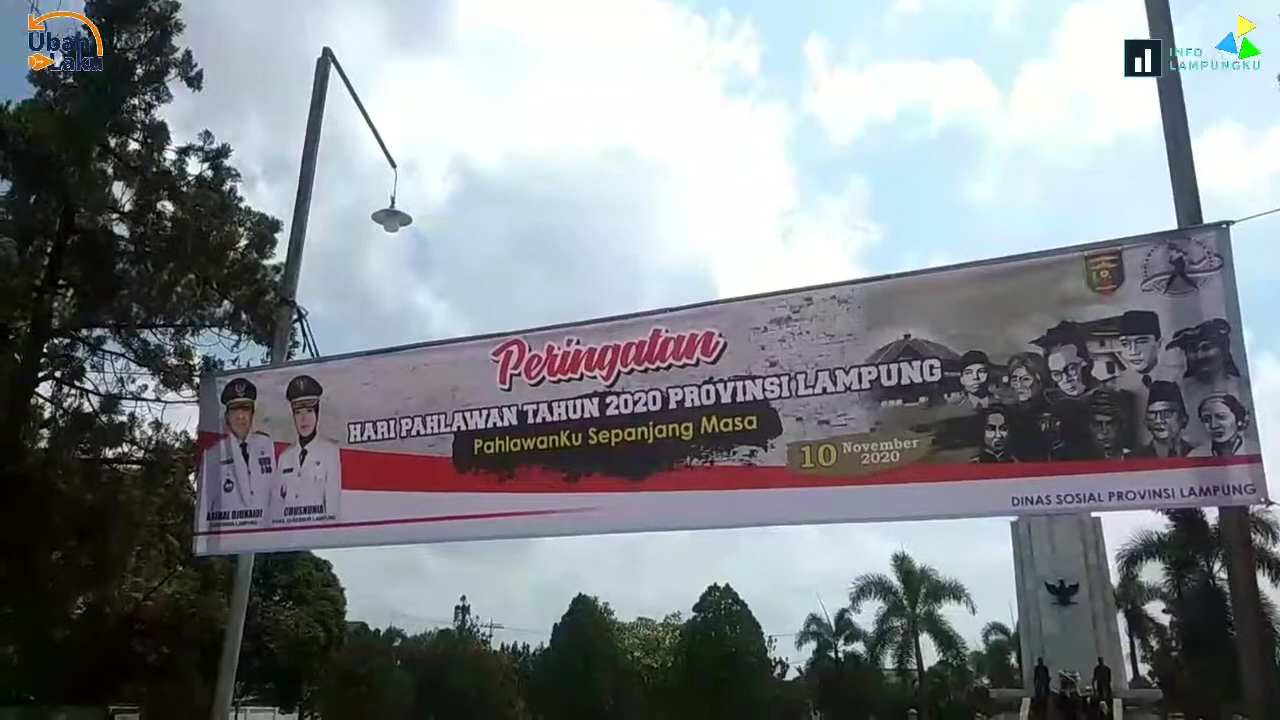 Ubah
Laku
INFO
LAMPUNGKU
Peringatan
HARI PAHLAWAN TAHUN 2020 PROVINSI LAMPUNG
PahlawanKu Sepanjang Masa
10 November
2020
CHUSNUNIA
DINAS SOSIAL PROVINSI LAMPUNG